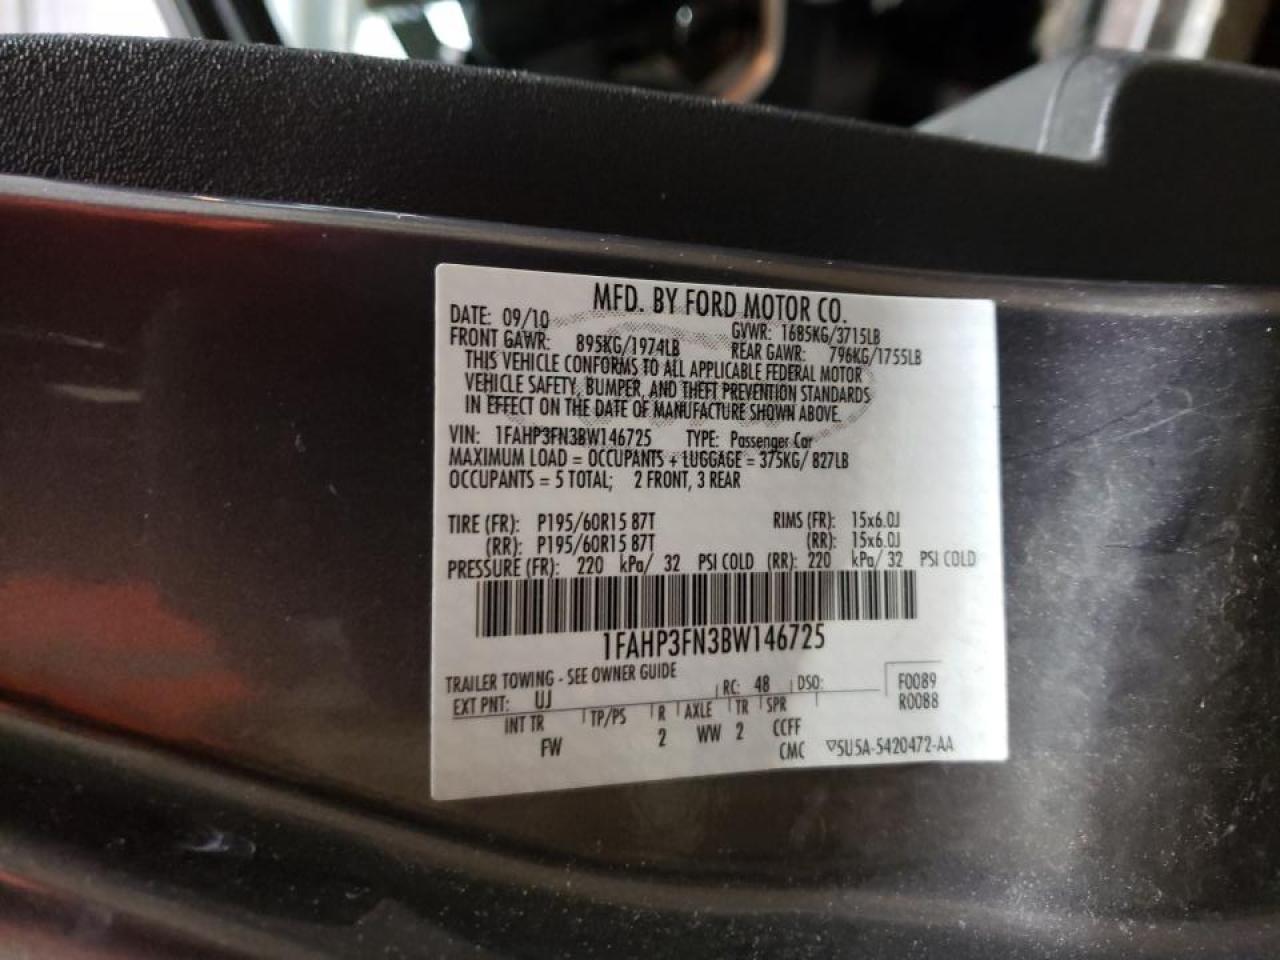 MFD. BY FORD MOTOR CO.
DATE: 09/10 GVWR: 1685KG/3715LB
FRONT GAWR: 895KG/1974LB REAR GAWR: 796KG/1755LB
THIS VEHICLE CONFORMS TO ALL APPLICABLE FEDERAL MOTOR
VEHICLE SAFETY, BUMPER, AND THEFT PREVENTION STANDARDS
IN EFFECT ON THE DATE OF MANUFACTURE SHOWN ABOVE.
VIN: 1FAHP3FN3BW146725 TYPE: Passenger Car
MAXIMUM LOAD = OCCUPANTS + LUGGAGE = 375KG/ 827LB
OCCUPANTS = 5 TOTAL; 2 FRONT, 3 REAR
TIRE (FR): P195/60R15 87T RIMS (FR): 15x6.0J
(RR): P195/60R15 87T (RR): 15x6.0J
PRESSURE (FR): 220 kPa/ 32 PSI COLD (RR): 220 kPa/ 32 PSI COLD
1FAHP3FN3BW146725
TRAILER TOWING - SEE OWNER GUIDE
EXT PNT: UJ RC: 48 DSO: F0089
R0088
INT TR TP/PS R AXLE TR SPR
FW 2 WW 2 CCFF
CMC ▽5U5A-5420472-AA